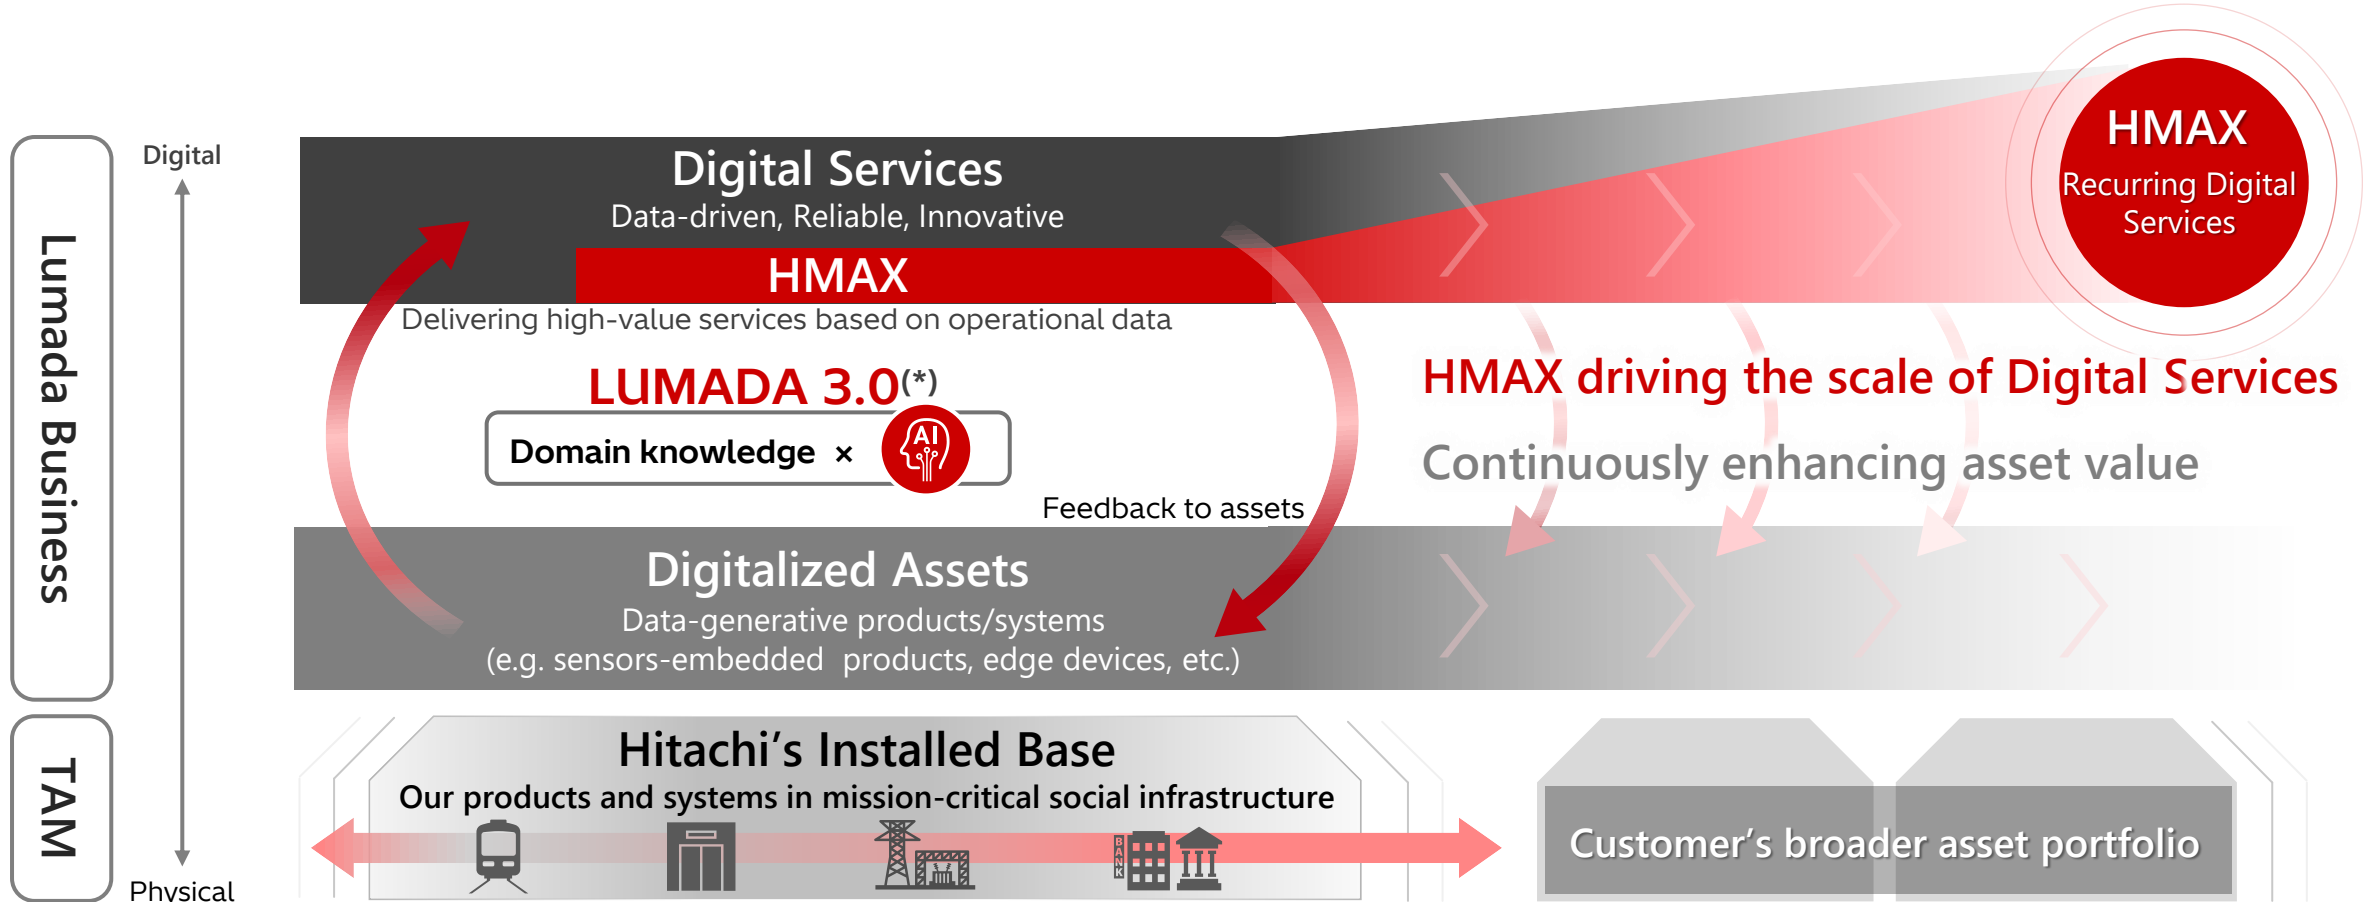 Lumada Business
TAM
Digital
Physical
Digital Services
Data-driven, Reliable, Innovative
HMAX
Delivering high-value services based on operational data
LUMADA 3.0(*)
Domain knowledge ×
AI
Feedback to assets
Digitalized Assets
Data-generative products/systems
(e.g. sensors-embedded products, edge devices, etc.)
HMAX
Recurring Digital
Services
HMAX driving the scale of Digital Services
Continuously enhancing asset value
Hitachi’s Installed Base
Our products and systems in mission-critical social infrastructure
BANK
Customer’s broader asset portfolio